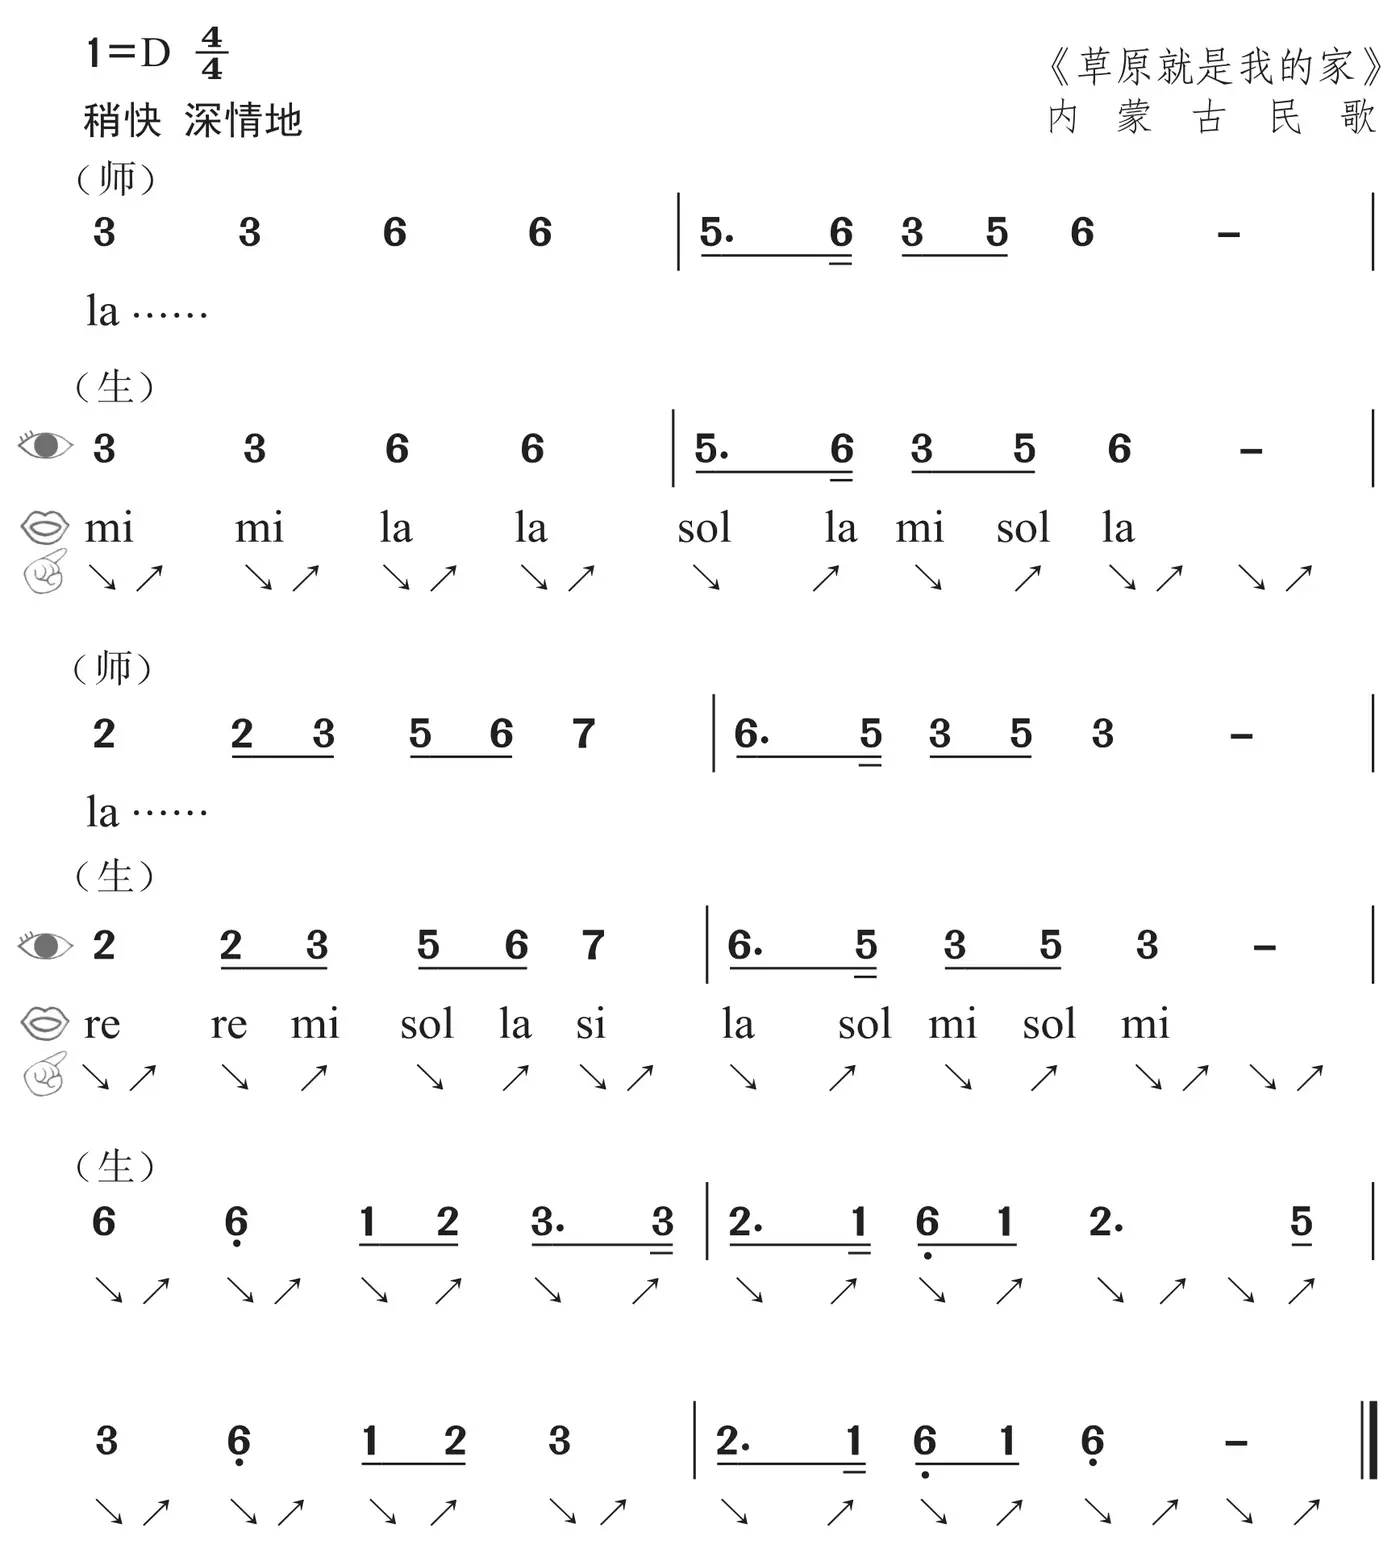 1=D 4/4
《草原就是我的家》
稍快 深情地
内蒙古民歌
（师）
3 3 6 6 | 5. 6 3 5 6 – |
la ……
（生）
3 3 6 6 | 5. 6 3 5 6 – |
mi mi la la sol la mi sol la
↘ ↗ ↘ ↗ ↘ ↗ ↘ ↗ ↘ ↗ ↘ ↗ ↘ ↗ ↘ ↗
（师）
2 2 3 5 6 7 | 6. 5 3 5 3 – |
la ……
（生）
2 2 3 5 6 7 | 6. 5 3 5 3 – |
re re mi sol la si la sol mi sol mi
↘ ↗ ↘ ↗ ↘ ↗ ↘ ↗ ↘ ↗ ↘ ↗ ↘ ↗ ↘ ↗
（生）
6 6̣ 1 2 3. 3 | 2. 1 6̣ 1 2. 5 |
↘ ↗ ↘ ↗ ↘ ↗ ↘ ↗ ↘ ↗ ↘ ↗ ↘ ↗ ↘ ↗
3 6̣ 1 2 3 | 2. 1 6̣ 1 6̣ – ‖
↘ ↗ ↘ ↗ ↘ ↗ ↘ ↗ ↘ ↗ ↘ ↗ ↘ ↗ ↘ ↗